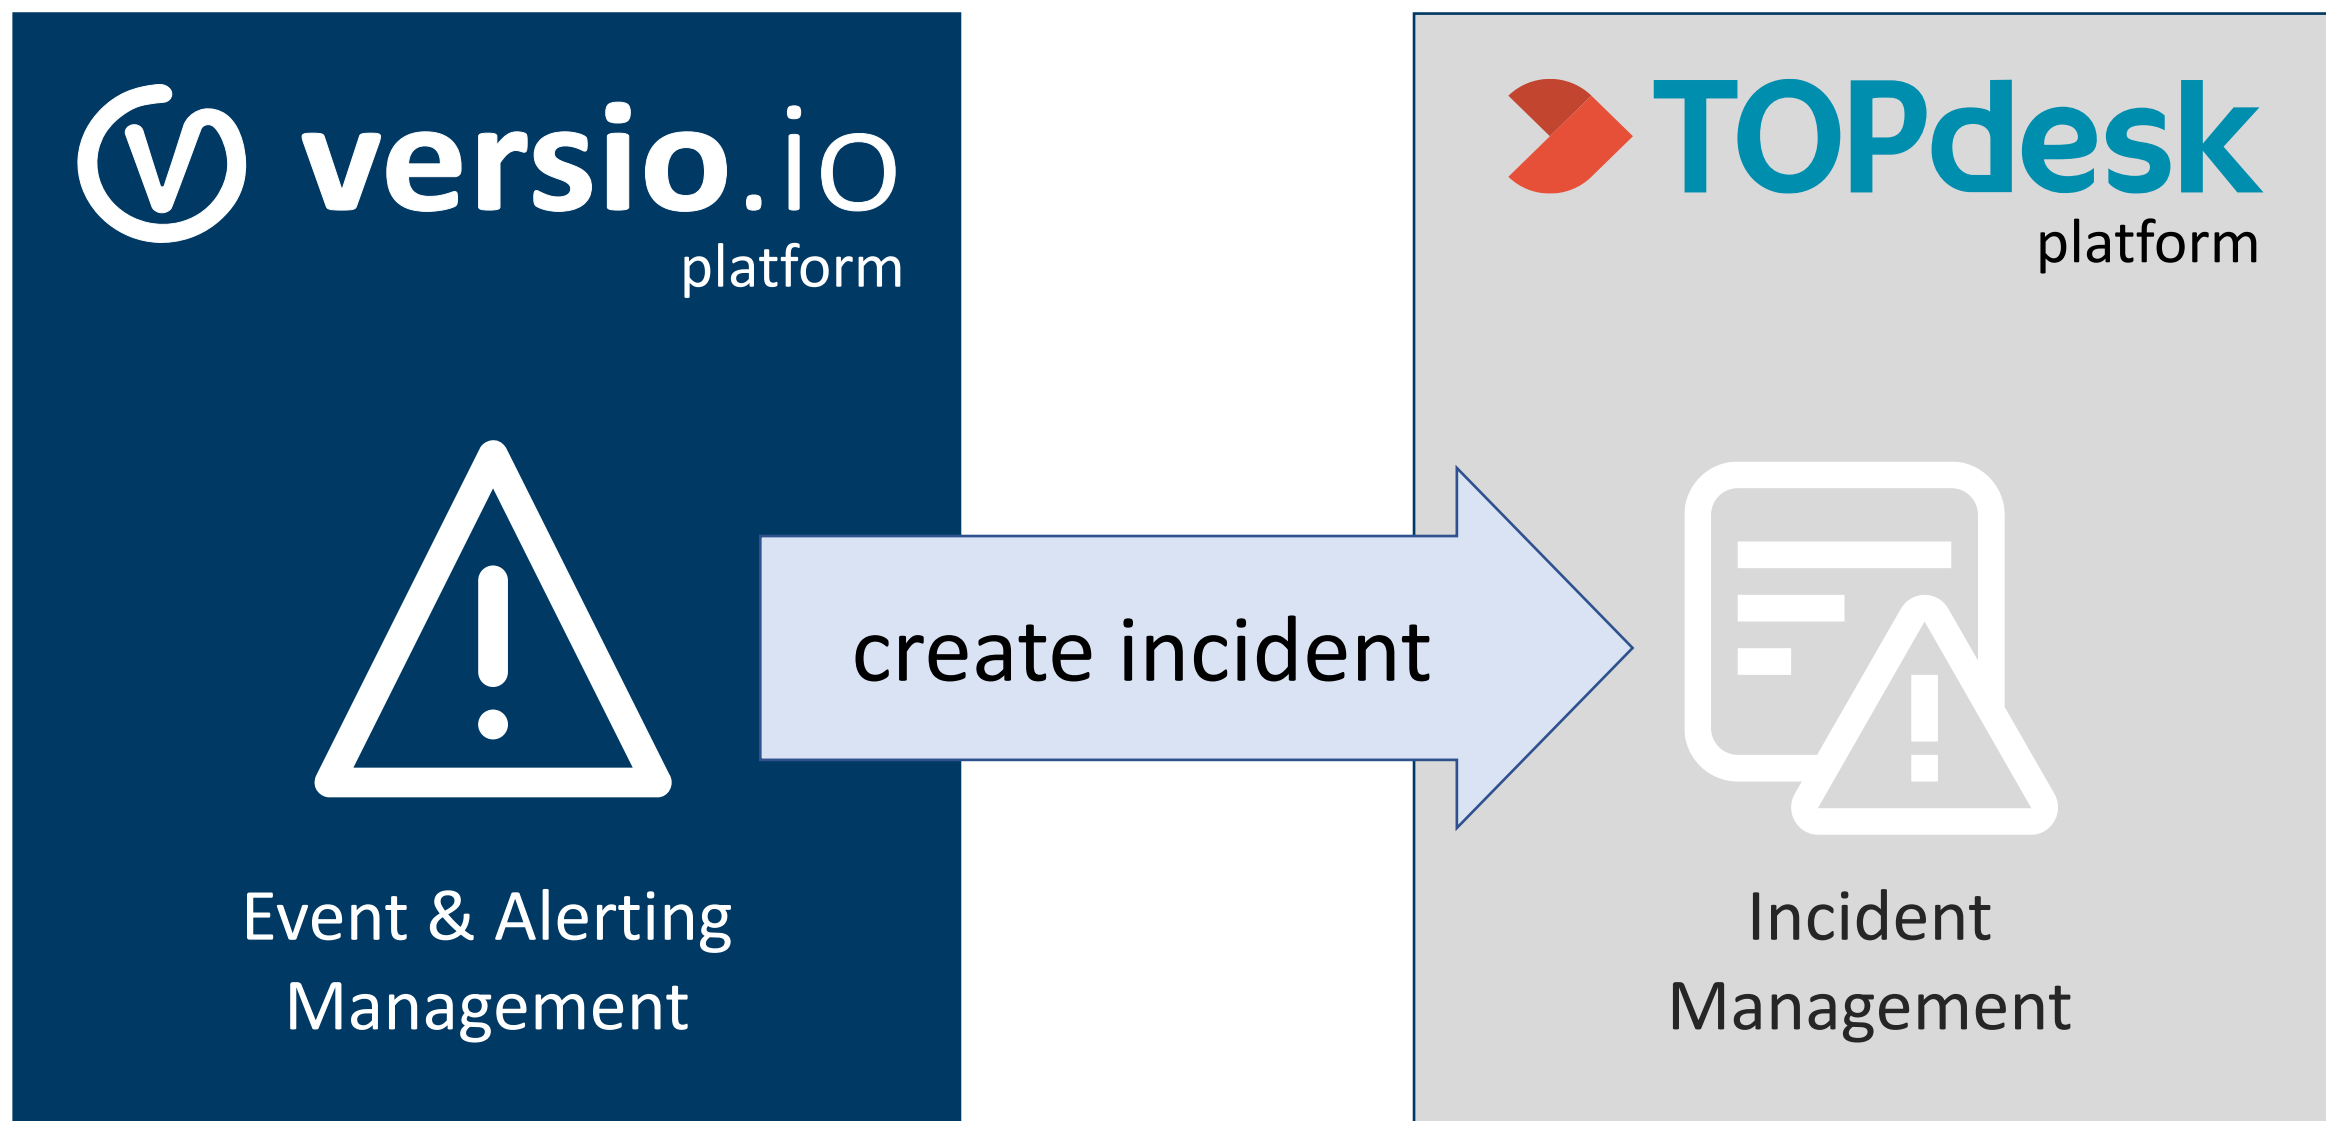 versio.io
platform
TOPdesk
platform
create incident
Event & Alerting
Management
Incident
Management